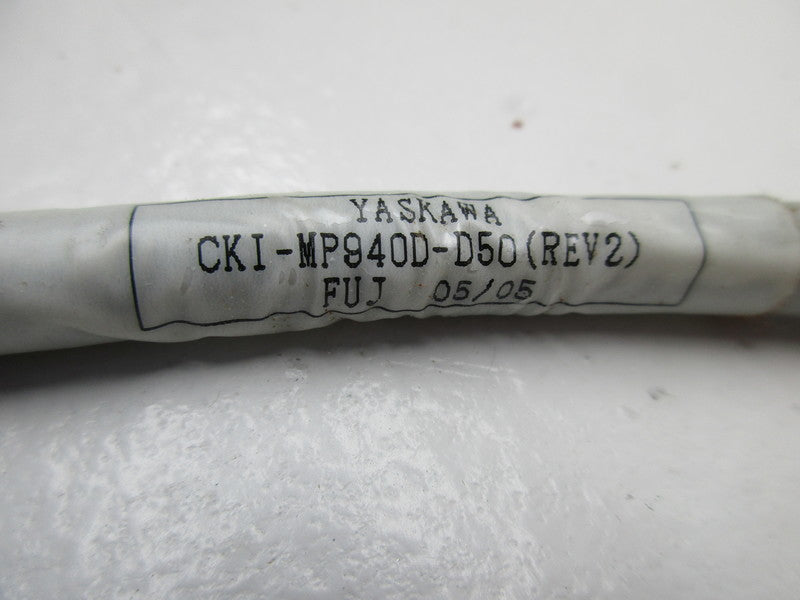 YASKAWA
CKI-MP940D-D50(REV2)
FUJ 05/05